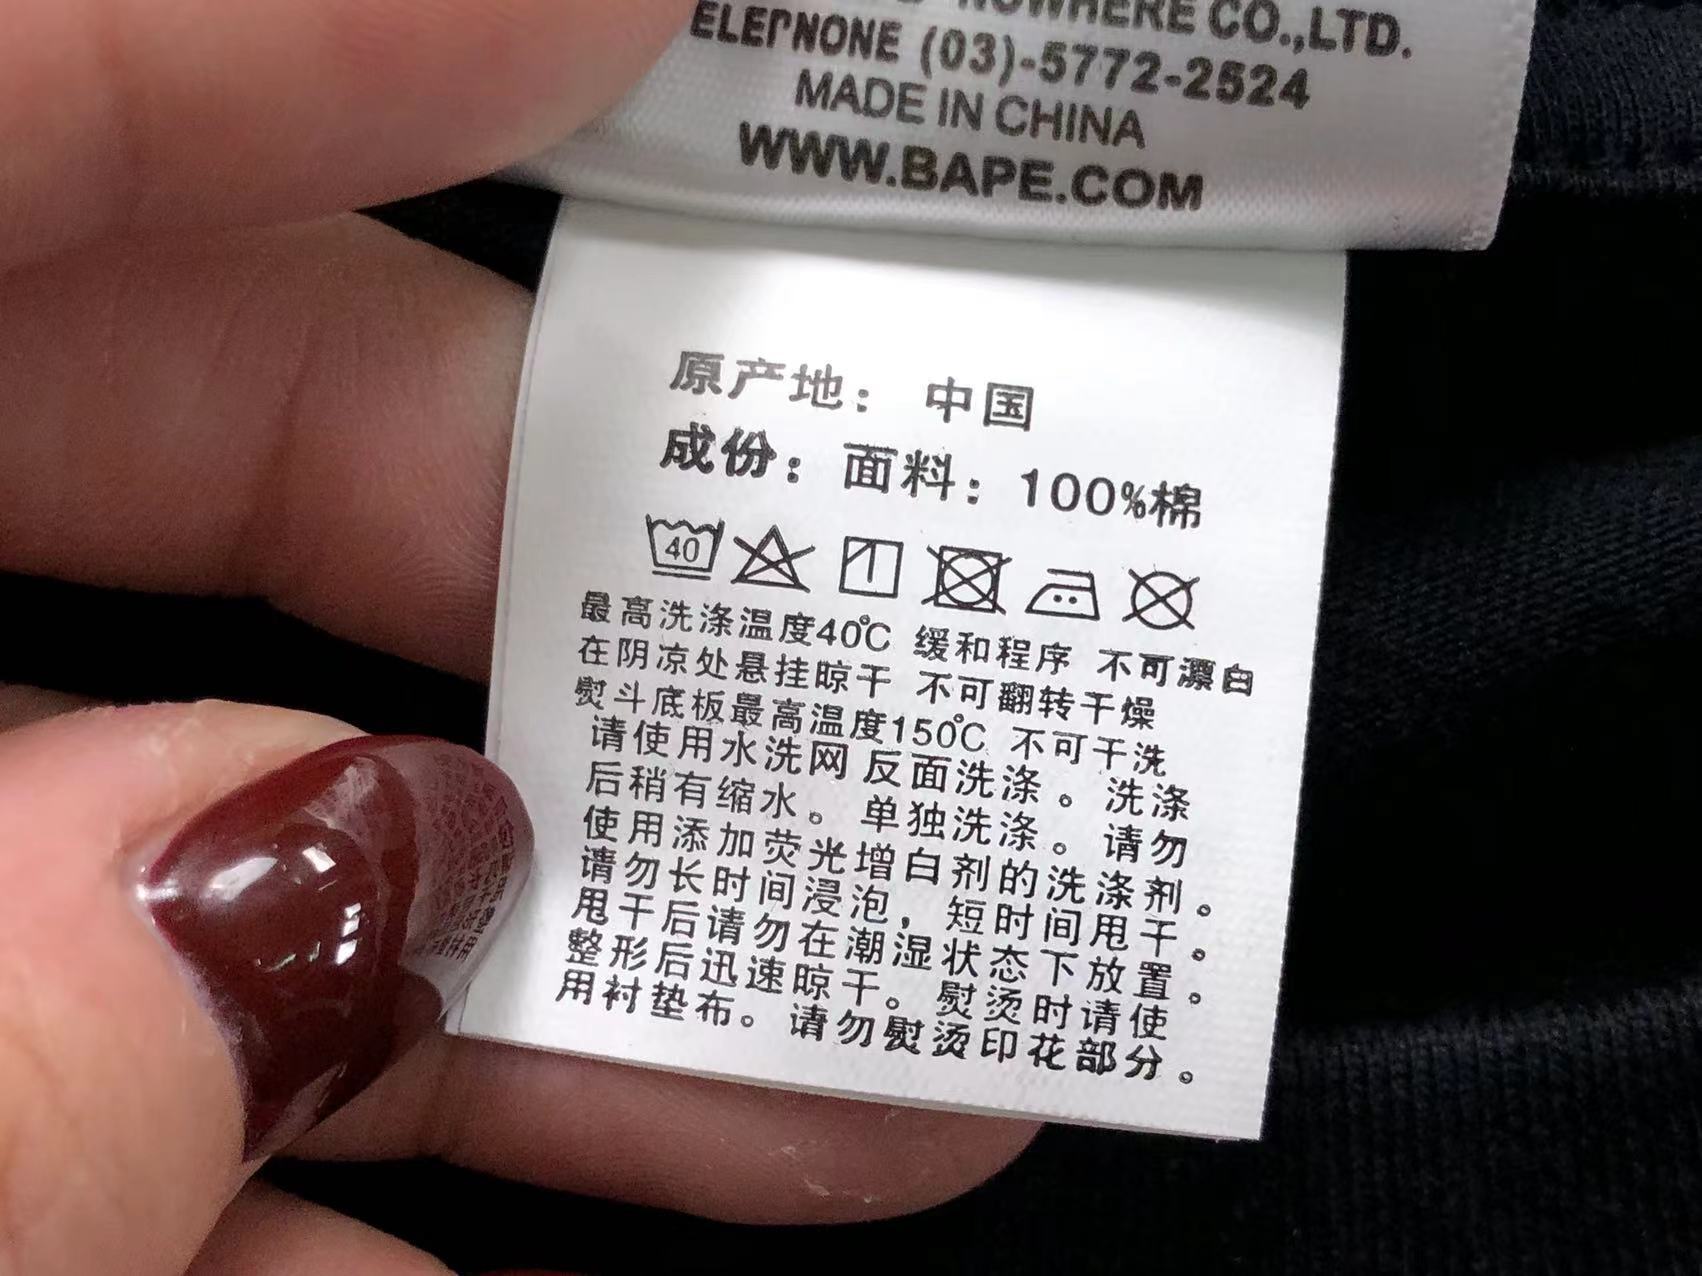 NOWHERE CO.,LTD.
ELEPNONE (03)-5772-2524
MADE IN CHINA
WWW.BAPE.COM
原产地： 中国
成份：面料：100%棉
40
最高洗涤温度40℃ 缓和程序 不可漂白
在阴凉处悬挂晾干 不可翻转干燥
熨斗底板最高温度150℃ 不可干洗
请使用水洗网 反面洗涤。洗涤
后稍有缩水。单独洗涤。请勿
使用添加荧光增白剂的洗涤剂。
请勿长时间浸泡，短时间甩干。
甩干后请勿在潮湿状态下放置。
整形后迅速晾干。熨烫时请使
用衬垫布。请勿熨烫印花部分。